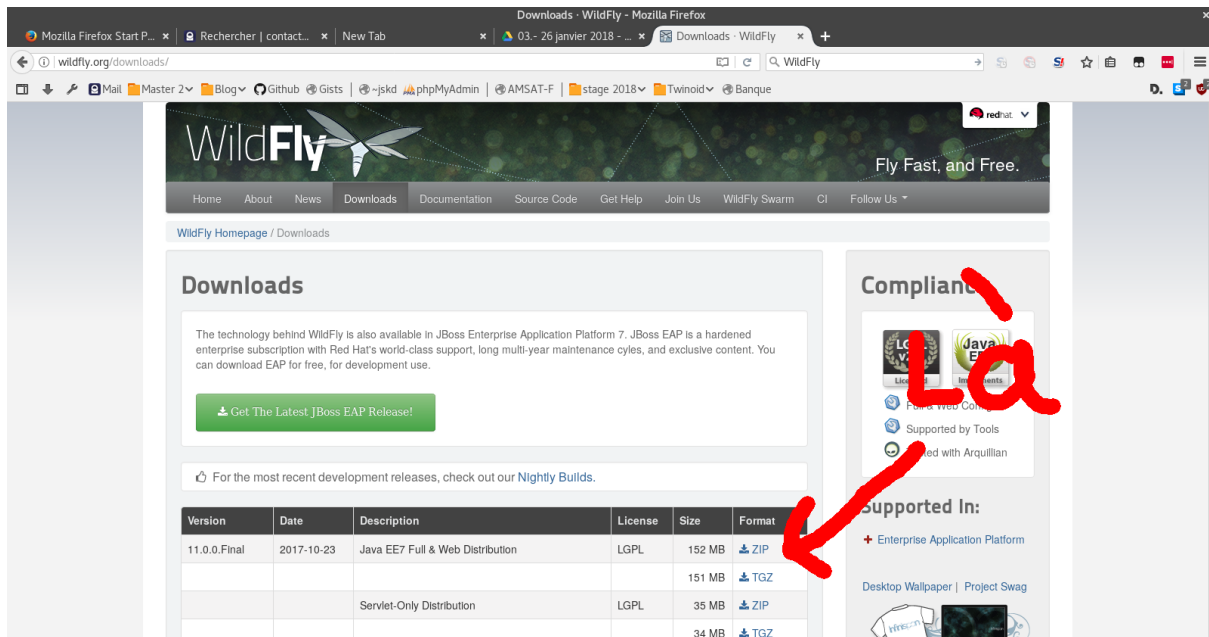 Downloads · WildFly - Mozilla Firefox
Mozilla Firefox Start P... × Rechercher | contact... × New Tab × 03.- 26 janvier 2018 - ... × Downloads · WildFly × +
wildfly.org/downloads/ WildFly
Mail Master 2 Blog Github Gists ~jskd phpMyAdmin AMSAT-F stage 2018 Twinoid Banque
redhat.
WildFly
Fly Fast, and Free.
Home About News Downloads Documentation Source Code Get Help Join Us WildFly Swarm CI Follow Us
WildFly Homepage / Downloads
Downloads
The technology behind WildFly is also available in JBoss Enterprise Application Platform 7. JBoss EAP is a hardened
enterprise subscription with Red Hat's world-class support, long multi-year maintenance cyles, and exclusive content. You
can download EAP for free, for development use.
Get The Latest JBoss EAP Release!
For the most recent development releases, check out our Nightly Builds.
Version Date Description License Size Format
11.0.0.Final 2017-10-23 Java EE7 Full & Web Distribution LGPL 152 MB ZIP
151 MB TGZ
Servlet-Only Distribution LGPL 35 MB ZIP
34 MB TGZ
Là
Java
Supported by Tools
with Arquillian
Supported In:
Enterprise Application Platform
Desktop Wallpaper | Project Swag